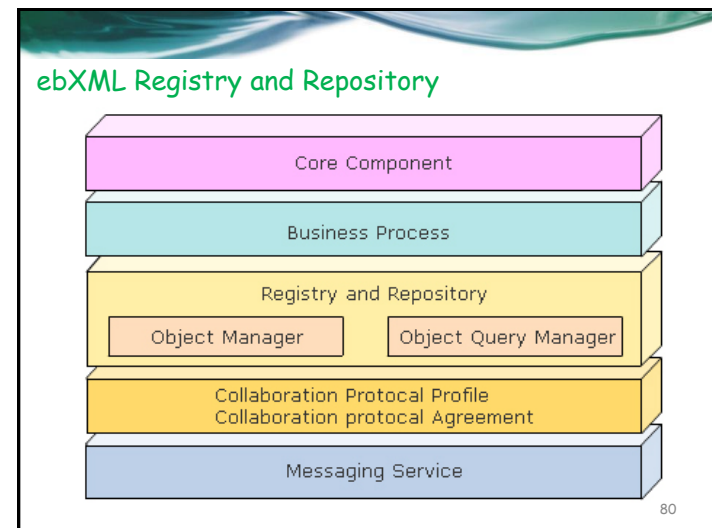 ebXML Registry and Repository
Core Component
Business Process
Registry and Repository
Object Manager
Object Query Manager
Collaboration Protocal Profile
Collaboration protocal Agreement
Messaging Service
80